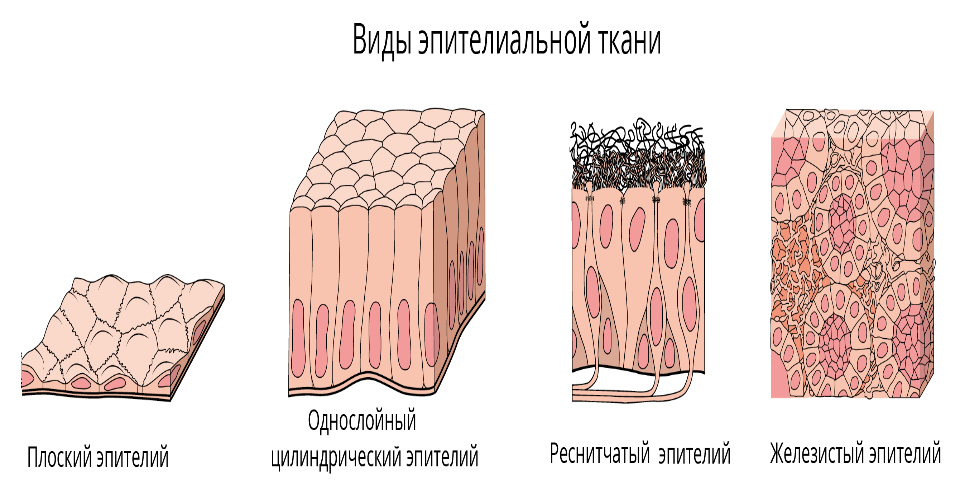 Виды эпителиальной ткани
Плоский эпителий
Однослойный
цилиндрический эпителий
Реснитчатый эпителий
Железистый эпителий